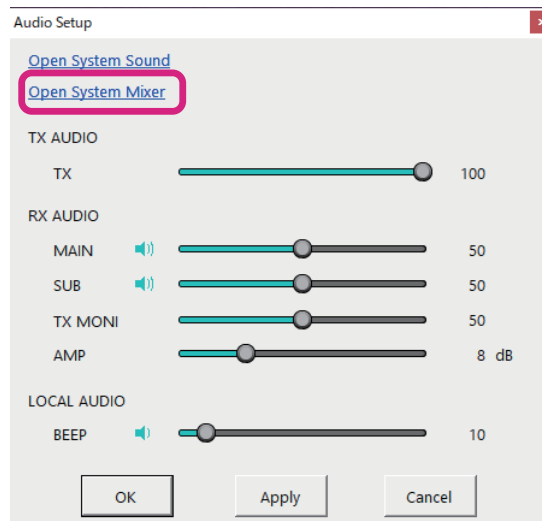 Audio Setup
Open System Sound
Open System Mixer
TX AUDIO
TX 100
RX AUDIO
MAIN 50
SUB 50
TX MONI 50
AMP 8 dB
LOCAL AUDIO
BEEP 10
OK Apply Cancel